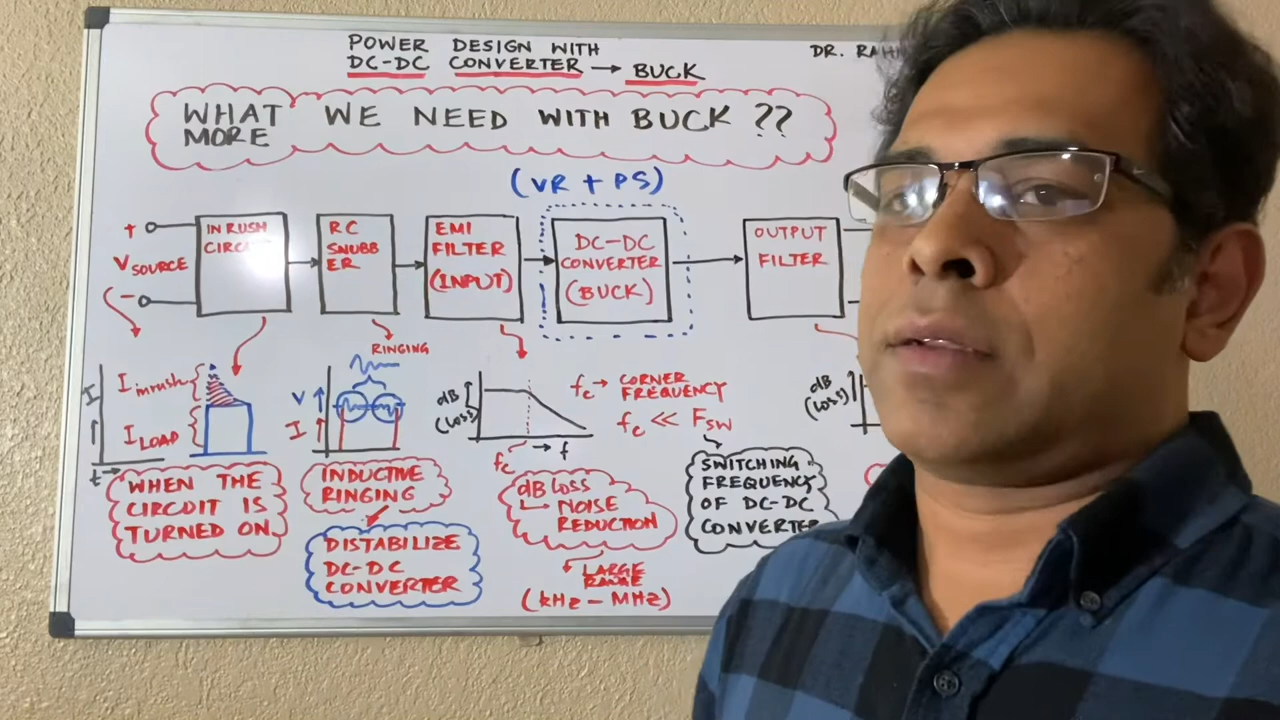 POWER DESIGN WITH
DC-DC CONVERTER → BUCK
DR.
WHAT WE NEED WITH BUCK ??
MORE
(VR + PS)
+
V SOURCE
-
IN RUSH
RC
SNUBB
ER
EMI
FILTER
(INPUT)
DC-DC
CONVERTER
(BUCK)
OUTPUT
FILTER
I inrush
I LOAD
I
t
WHEN THE
CIRCUIT IS
TURNED ON
RINGING
V
I
INDUCTIVE
RINGING
DISTABILIZE
DC-DC
CONVERTER
dB
(LOSS)
fc
f
fc → CORNER
FREQUENCY
fc << FSW
dB LOSS
NOISE
REDUCTION
LARGE
RANGE
(kHz - MHz)
SWITCHING
FREQUENCY
OF DC-DC
CONVERTER
dB
(LOSS)